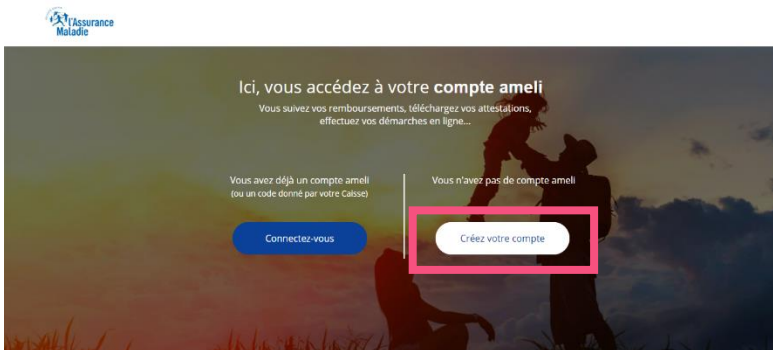 l'Assurance
Maladie
Ici, vous accédez à votre compte ameli
Vous suivez vos remboursements, téléchargez vos attestations,
effectuez vos démarches en ligne...
Vous avez déjà un compte ameli
(ou un code donné par votre Caisse)
Connectez-vous
Vous n'avez pas de compte ameli
Créez votre compte